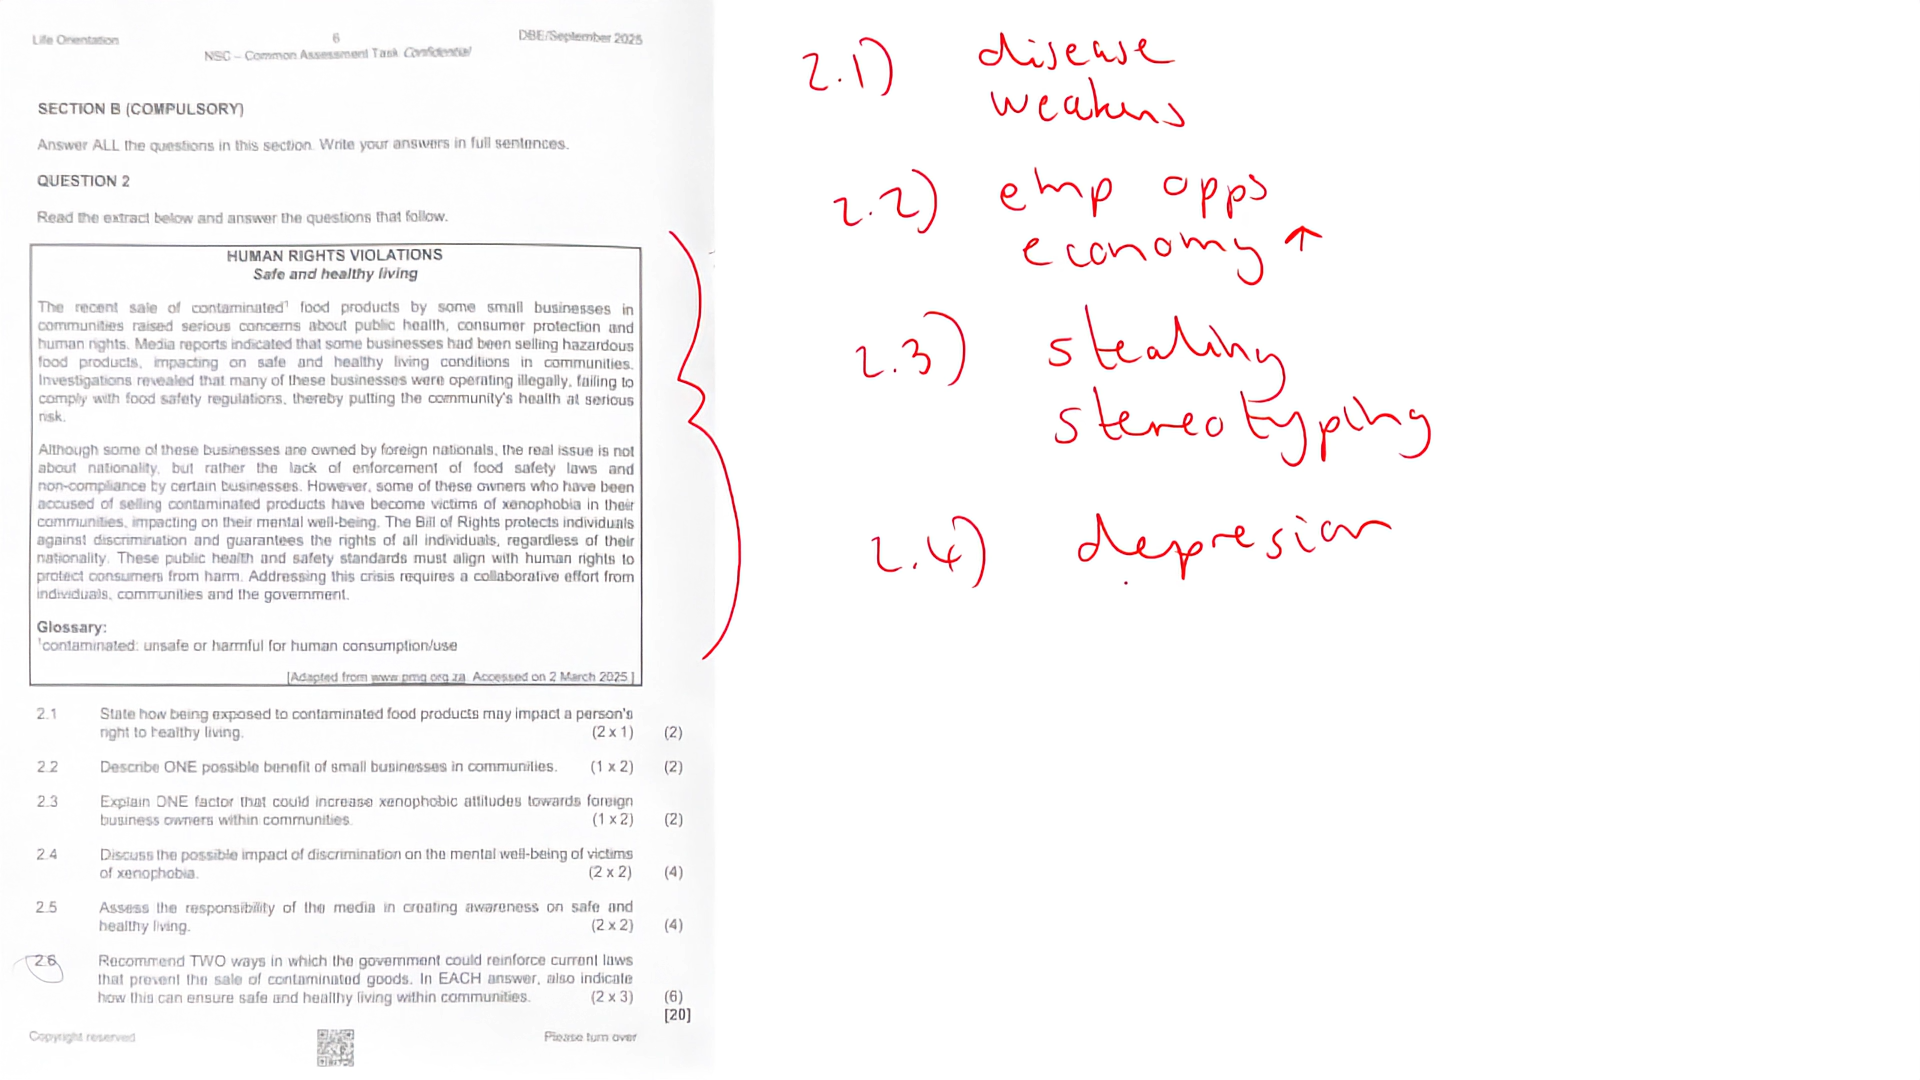 Life Orientation
6
DBE/September 2025
NSC – Common Assessment Task Confidential
SECTION B (COMPULSORY)
Answer ALL the questions in this section. Write your answers in full sentences.
QUESTION 2
Read the extract below and answer the questions that follow.
HUMAN RIGHTS VIOLATIONS
Safe and healthy living
The recent sale of contaminated¹ food products by some small businesses in
communities raised serious concerns about public health, consumer protection and
human rights. Media reports indicated that some businesses had been selling hazardous
food products, impacting on safe and healthy living conditions in communities.
Investigations revealed that many of these businesses were operating illegally, failing to
comply with food safety regulations, thereby putting the community's health at serious
risk.
Although some of these businesses are owned by foreign nationals, the real issue is not
about nationality, but rather the lack of enforcement of food safety laws and
non-compliance by certain businesses. However, some of these owners who have been
accused of selling contaminated products have become victims of xenophobia in their
communities, impacting on their mental well-being. The Bill of Rights protects individuals
against discrimination and guarantees the rights of all individuals, regardless of their
nationality. These public health and safety standards must align with human rights to
protect consumers from harm. Addressing this crisis requires a collaborative effort from
individuals, communities and the government.
Glossary:
¹contaminated: unsafe or harmful for human consumption/use
[Adapted from www.pmg.org.za. Accessed on 2 March 2025.]
2.1 State how being exposed to contaminated food products may impact a person's
right to healthy living. (2 x 1) (2)
2.2 Describe ONE possible benefit of small businesses in communities. (1 x 2) (2)
2.3 Explain ONE factor that could increase xenophobic attitudes towards foreign
business owners within communities. (1 x 2) (2)
2.4 Discuss the possible impact of discrimination on the mental well-being of victims
of xenophobia. (2 x 2) (4)
2.5 Assess the responsibility of the media in creating awareness on safe and
healthy living. (2 x 2) (4)
2.6 Recommend TWO ways in which the government could reinforce current laws
that prevent the sale of contaminated goods. In EACH answer, also indicate
how this can ensure safe and healthy living within communities. (2 x 3) (6)
[20]
Copyright reserved
Please turn over
2.1) disease
weakens
2.2) emp opps
economy ↑
2.3) stealing
stereotyping
2.4) depresion